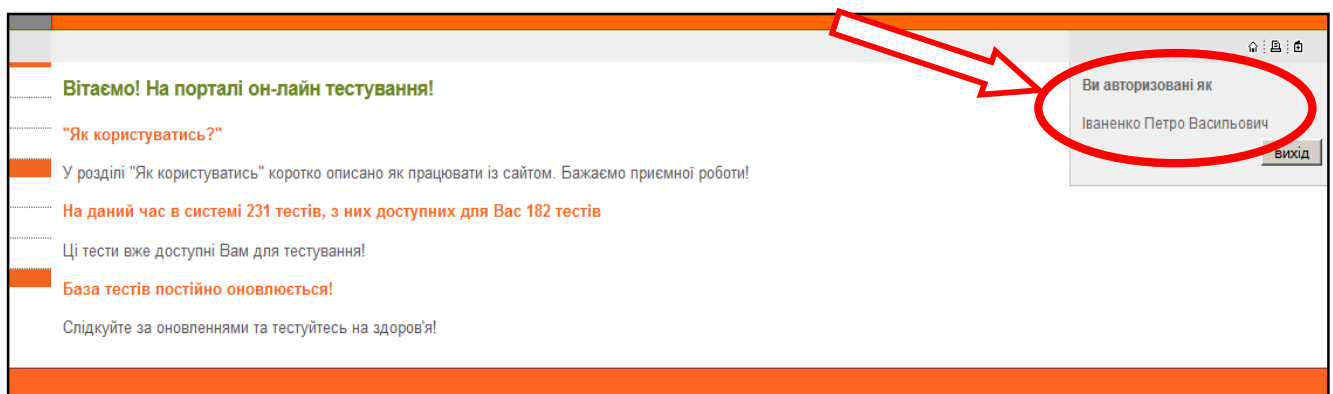 Вітаємо! На порталі он-лайн тестування!
"Як користуватись?"
У розділі "Як користуватись" коротко описано як працювати із сайтом. Бажаємо приємної роботи!
На даний час в системі 231 тестів, з них доступних для Вас 182 тестів
Ці тести вже доступні Вам для тестування!
База тестів постійно оновлюється!
Слідкуйте за оновленнями та тестуйтесь на здоров'я!
Ви авторизовані як
Іваненко Петро Васильович
вихід